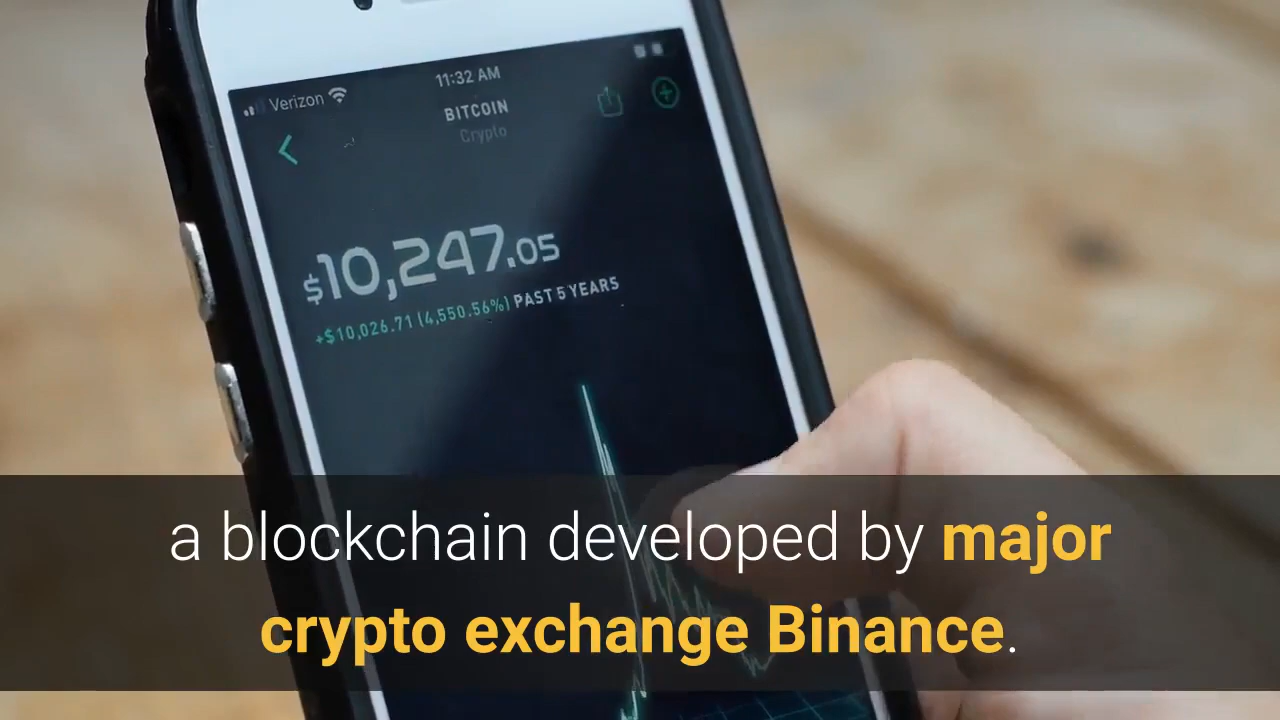 Verizon
11:32 AM
BITCOIN
Crypto
$10,247.05
+$10,026.71 (4,550.56%) PAST 5 YEARS
a blockchain developed by major
crypto exchange Binance.